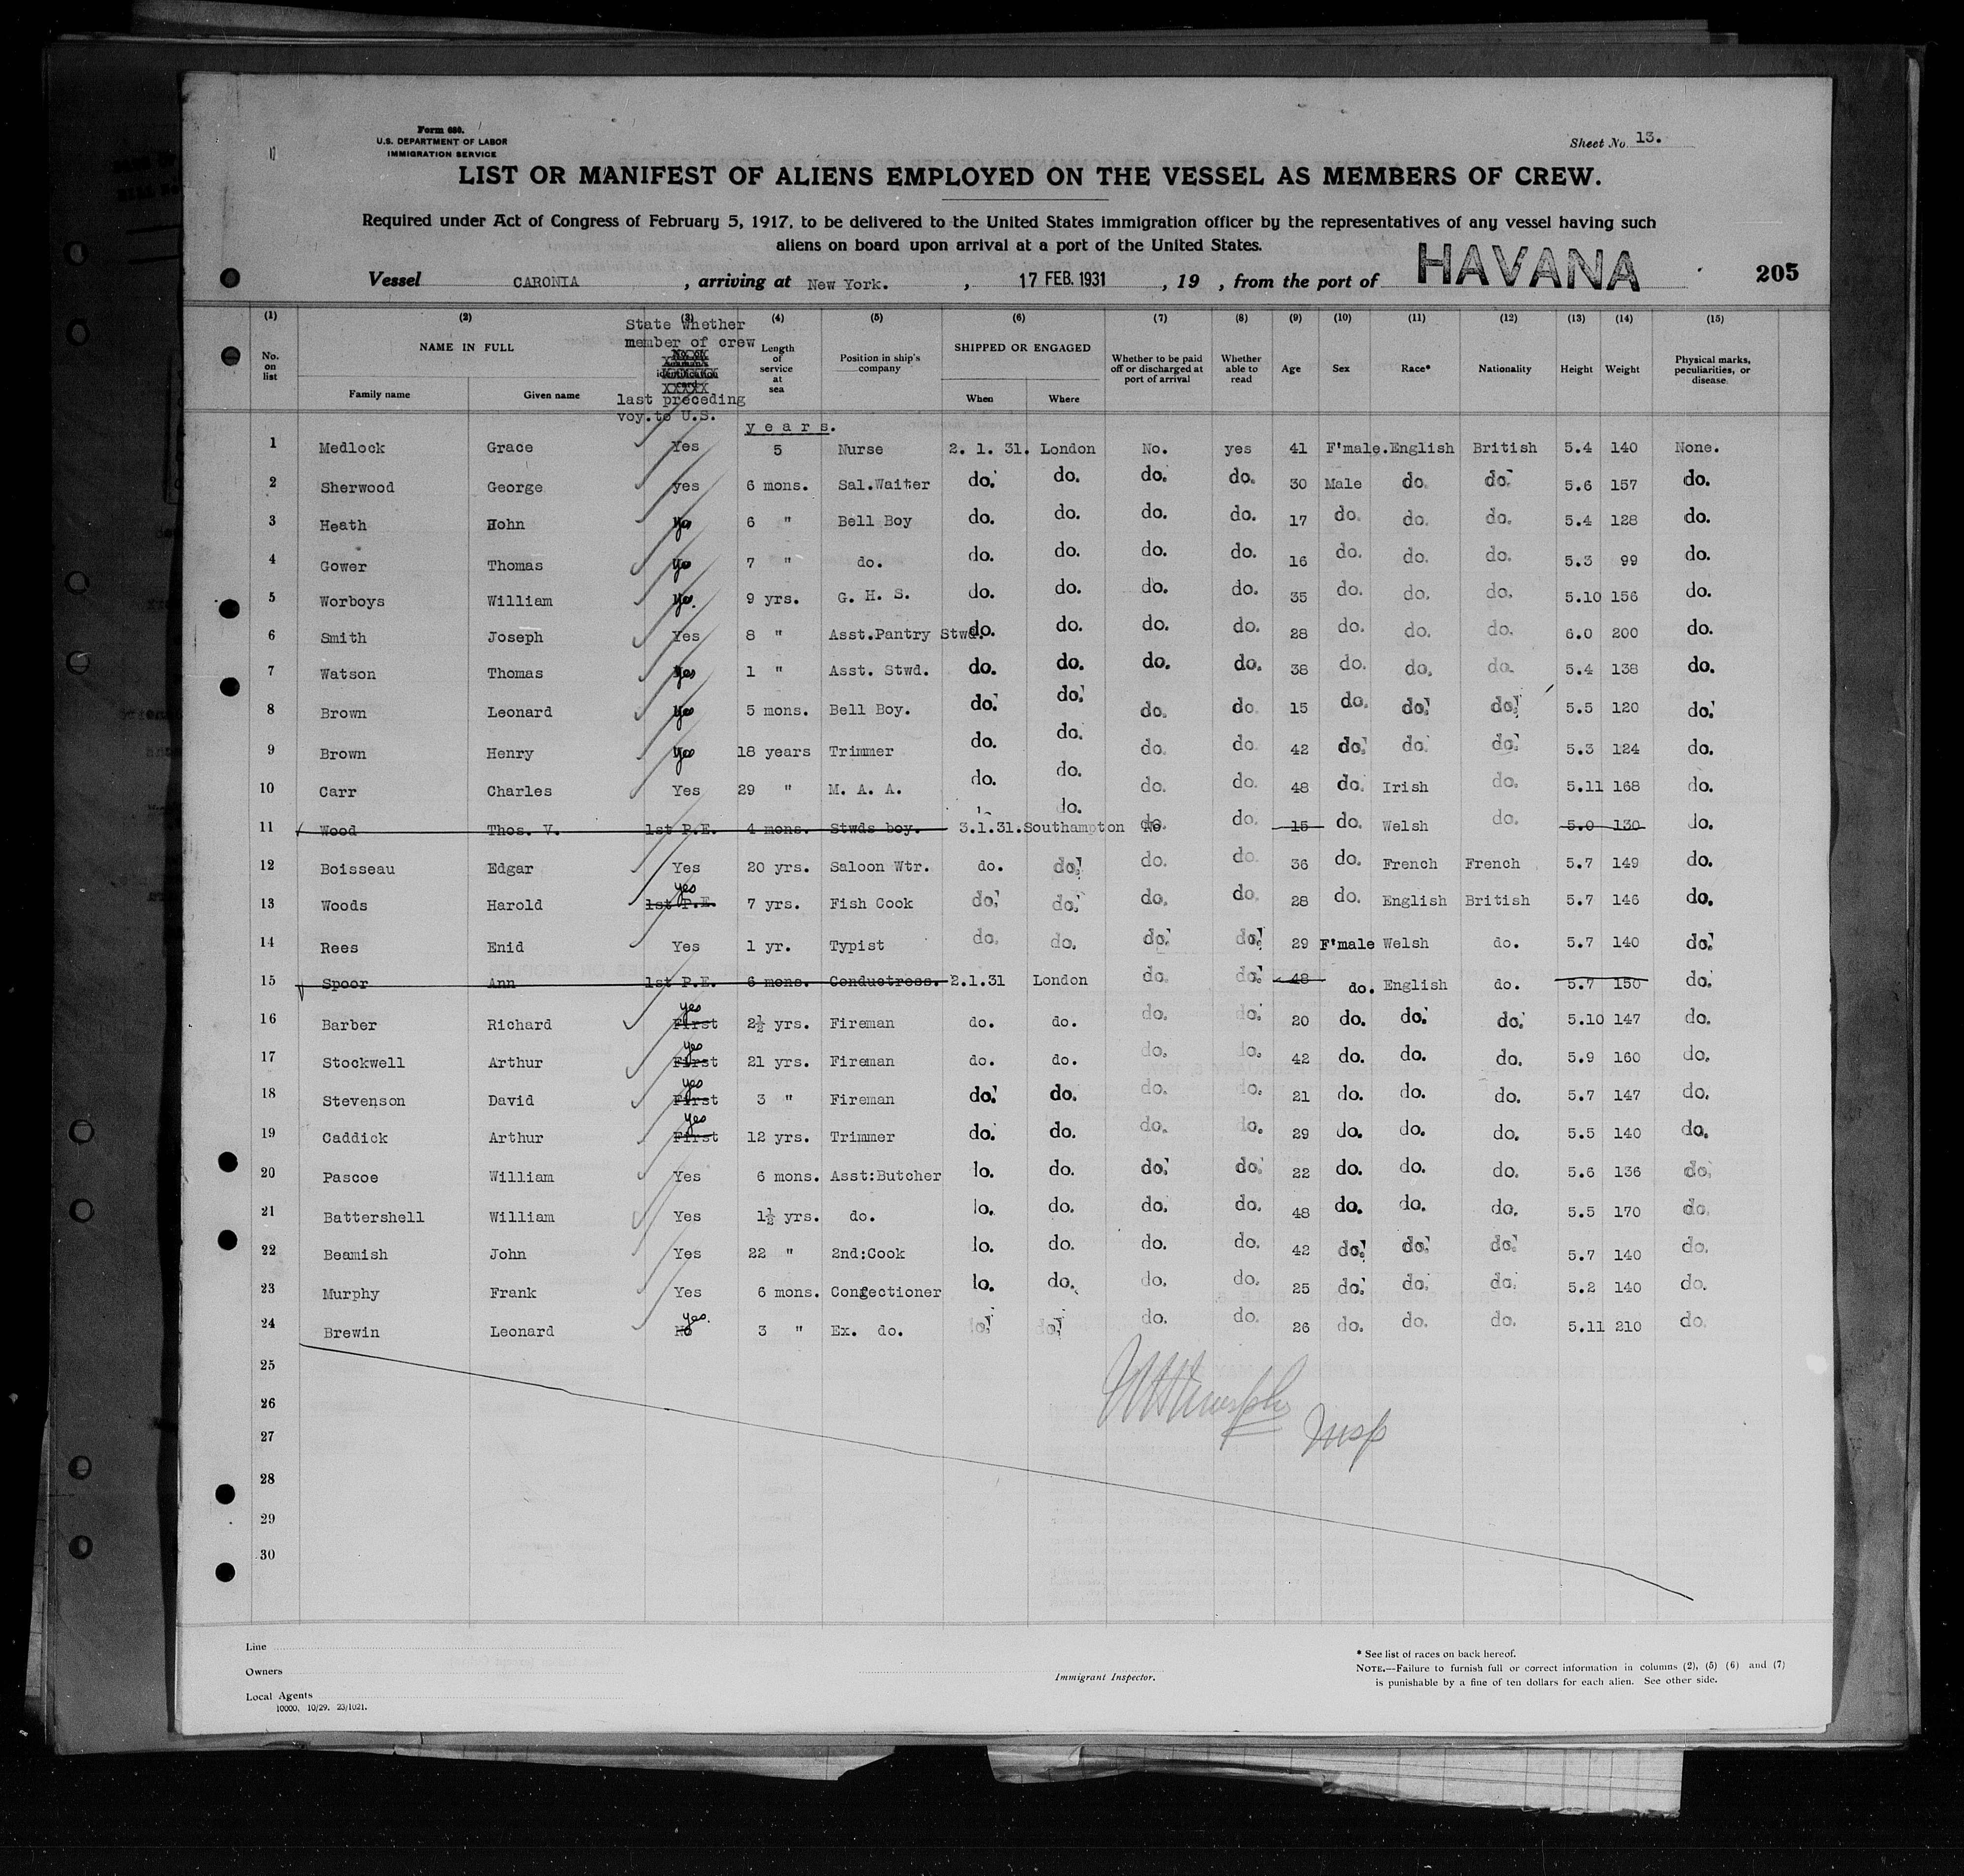 Form 680.
U.S. DEPARTMENT OF LABOR
IMMIGRATION SERVICE
Sheet No. 13.
LIST OR MANIFEST OF ALIENS EMPLOYED ON THE VESSEL AS MEMBERS OF CREW.
Required under Act of Congress of February 5, 1917, to be delivered to the United States immigration officer by the representatives of any vessel having such
aliens on board upon arrival at a port of the United States.
Vessel CARONIA , arriving at New York. , 17 FEB. 1931 , 19 , from the port of HAVANA 205
(1) (2) (3) (4) (5) (6) (7) (8) (9) (10) (11) (12) (13) (14) (15)
No. on list NAME IN FULL Family name Given name State whether member of crew last preceding voy. to U.S. Length of service at sea Position in ship's company SHIPPED OR ENGAGED When Where Whether to be paid off or discharged at port of arrival Whether able to read Age Sex Race* Nationality Height Weight Physical marks, peculiarities, or disease
years.
1 Medlock Grace Yes 5 Nurse 2. 1. 31. London No. yes 41 F'male. English British 5.4 140 None.
2 Sherwood George yes 6 mons. Sal.Waiter do. do. do. do. 30 Male do. do. 5.6 157 do.
3 Heath John Yes 6 " Bell Boy do. do. do. do. 17 do. do. do. 5.4 128 do.
4 Gower Thomas Yes 7 " do. do. do. do. do. 16 do. do. do. 5.3 99 do.
5 Worboys William Yes. 9 yrs. G. H. S. do. do. do. do. 35 do. do. do. 5.10 156 do.
6 Smith Joseph Yes 8 " Asst.Pantry Stwd. do. do. do. do. 28 do. do. do. 6.0 200 do.
7 Watson Thomas Yes 1 " Asst. Stwd. do. do. do. do. 38 do. do. do. 5.4 138 do.
8 Brown Leonard Yes 5 mons. Bell Boy. do. do. do. do. 15 do. do. do. 5.5 120 do.
9 Brown Henry Yes 18 years Trimmer do. do. do. do. 42 do. do. do. 5.3 124 do.
10 Carr Charles Yes 29 " M. A. A. do. do. do. do. 48 do. Irish do. 5.11 168 do.
11 Wood Thos. V. 1st P.E. 4 mons. Stwds boy. 3.1.31. Southampton do. No do. do. 15 do. Welsh do. 5.0 130 do.
12 Boisseau Edgar Yes 20 yrs. Saloon Wtr. do. do. do. do. 36 do. French French 5.7 149 do.
13 Woods Harold 1st P.E. yes 7 yrs. Fish Cook do. do. do. do. 28 do. English British 5.7 146 do.
14 Rees Enid Yes 1 yr. Typist do. do. do. do. 29 F'male Welsh do. 5.7 140 do.
15 Spoor Ann 1st P.E. 6 mons. Conductress. 2.1.31 London do. do. 48 do. English do. 5.7 150 do.
16 Barber Richard First yes 2½ yrs. Fireman do. do. do. do. 20 do. do. do. 5.10 147 do.
17 Stockwell Arthur First yes 21 yrs. Fireman do. do. do. do. 42 do. do. do. 5.9 160 do.
18 Stevenson David First yes 3 " Fireman do. do. do. do. 21 do. do. do. 5.7 147 do.
19 Caddick Arthur First yes 12 yrs. Trimmer do. do. do. do. 29 do. do. do. 5.5 140 do.
20 Pascoe William Yes 6 mons. Asst:Butcher do. do. do. do. 22 do. do. do. 5.6 136 do.
21 Battershell William Yes 1½ yrs. do. do. do. do. do. 48 do. do. do. 5.5 170 do.
22 Beamish John Yes 22 " 2nd:Cook do. do. do. do. 42 do. do. do. 5.7 140 do.
23 Murphy Frank Yes 6 mons. Confectioner do. do. do. do. 25 do. do. do. 5.2 140 do.
24 Brewin Leonard No yes. 3 " Ex. do. do. do. do. do. 26 do. do. do. 5.11 210 do.
25
26
27
28
29
30
Murphy Insp
Line
Owners
Local Agents
10000. 10/29. 23/1021.
Immigrant Inspector.
* See list of races on back hereof.
NOTE.—Failure to furnish full or correct information in columns (2), (5) (6) and (7)
is punishable by a fine of ten dollars for each alien. See other side.